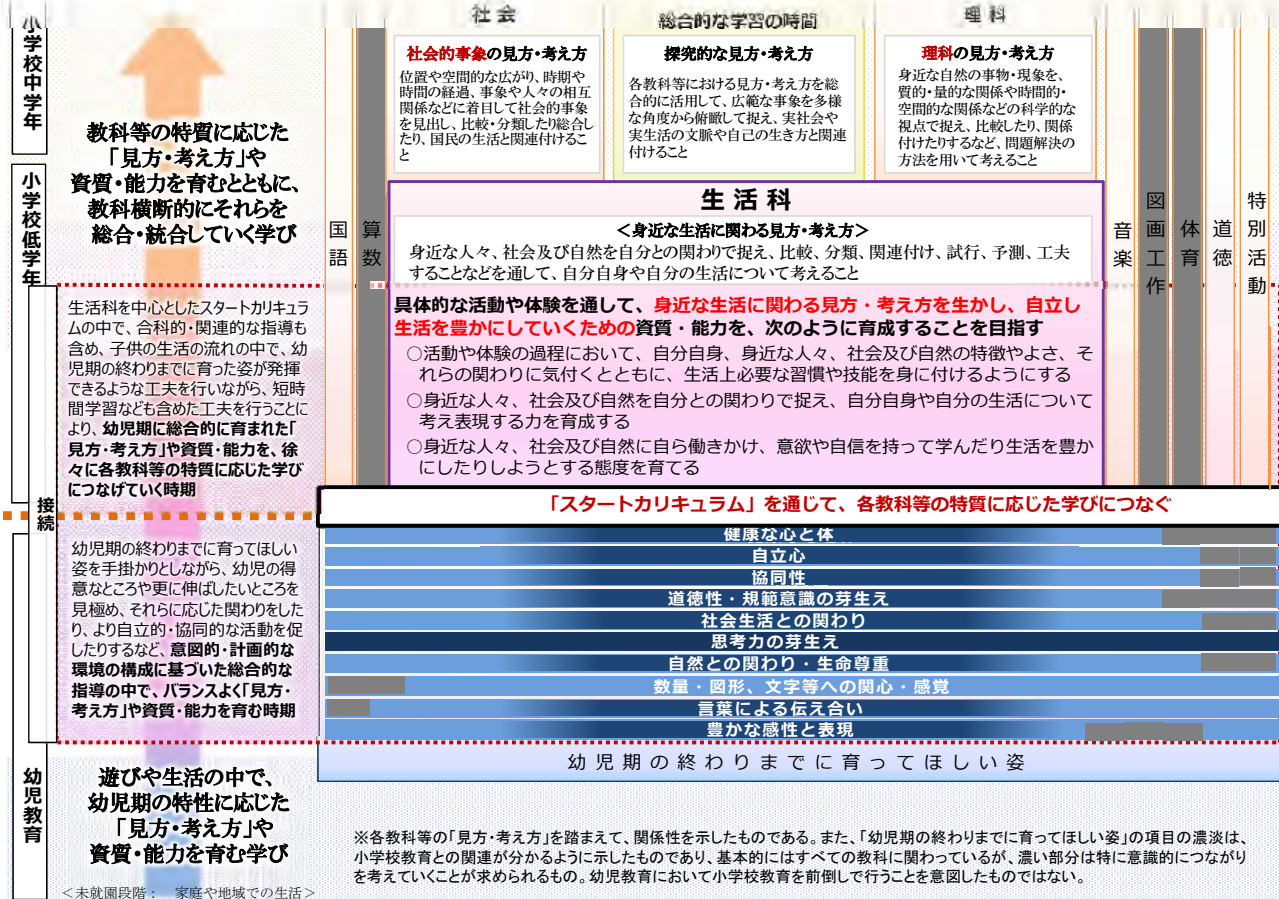 社会
総合的な学習の時間
理科
小学校中学年
社会的事象の見方・考え方
位置や空間的な広がり、時期や
時間の経過、事象や人々の相互
関係などに着目して社会的事象
を見出し、比較・分類したり総合し
たり、国民の生活と関連付けるこ
と
探究的な見方・考え方
各教科等における見方・考え方を総
合的に活用して、広範な事象を多様
な角度から俯瞰して捉え、実社会や
実生活の文脈や自己の生き方と関連
付けること
理科の見方・考え方
身近な自然の事物・現象を、
質的・量的な関係や時間的・
空間的な関係などの科学的な
視点で捉え、比較したり、関係
付けたりするなど、問題解決の
方法を用いて考えること
教科等の特質に応じた
「見方・考え方」や
資質・能力を育むとともに、
教科横断的にそれらを
総合・統合していく学び
小学校低学年
国語
算数
生活科
<身近な生活に関わる見方・考え方>
身近な人々、社会及び自然を自分との関わりで捉え、比較、分類、関連付け、試行、予測、工夫
することなどを通して、自分自身や自分の生活について考えること
音楽
図画工作
体育
道徳
特別活動
具体的な活動や体験を通して、身近な生活に関わる見方・考え方を生かし、自立し
生活を豊かにしていくための資質・能力を、次のように育成することを目指す
○活動や体験の過程において、自分自身、身近な人々、社会及び自然の特徴やよさ、そ
れらの関わりに気付くとともに、生活上必要な習慣や技能を身に付けるようにする
○身近な人々、社会及び自然を自分との関わりで捉え、自分自身や自分の生活について
考え表現する力を育成する
○身近な人々、社会及び自然に自ら働きかけ、意欲や自信を持って学んだり生活を豊か
にしたりしようとする態度を育てる
生活科を中心としたスタートカリキュラ
ムの中で、合科的・関連的な指導も
含め、子供の生活の流れの中で、幼
児期の終わりまでに育った姿が発揮
できるような工夫を行いながら、短時
間学習なども含めた工夫を行うことに
より、幼児期に総合的に育まれた「
見方・考え方」や資質・能力を、徐
々に各教科等の特質に応じた学び
につなげていく時期
接続
「スタートカリキュラム」を通じて、各教科等の特質に応じた学びにつなぐ
幼児期の終わりまでに育ってほしい
姿を手掛かりとしながら、幼児の得
意なところや更に伸ばしたいところを
見極め、それらに応じた関わりをした
り、より自立的・協同的な活動を促
したりするなど、意図的・計画的な
環境の構成に基づいた総合的な
指導の中で、バランスよく「見方・
考え方」や資質・能力を育む時期
健康な心と体
自立心
協同性
道徳性・規範意識の芽生え
社会生活との関わり
思考力の芽生え
自然との関わり・生命尊重
数量・図形、文字等への関心・感覚
言葉による伝え合い
豊かな感性と表現
幼児期の終わりまでに育ってほしい姿
幼児教育
遊びや生活の中で、
幼児期の特性に応じた
「見方・考え方」や
資質・能力を育む学び
<未就園段階： 家庭や地域での生活>
※各教科等の「見方・考え方」を踏まえて、関係性を示したものである。また、「幼児期の終わりまでに育ってほしい姿」の項目の濃淡は、
小学校教育との関連が分かるように示したものであり、基本的にはすべての教科に関わっているが、濃い部分は特に意識的につながり
を考えていくことが求められるもの。幼児教育において小学校教育を前倒しで行うことを意図したものではない。